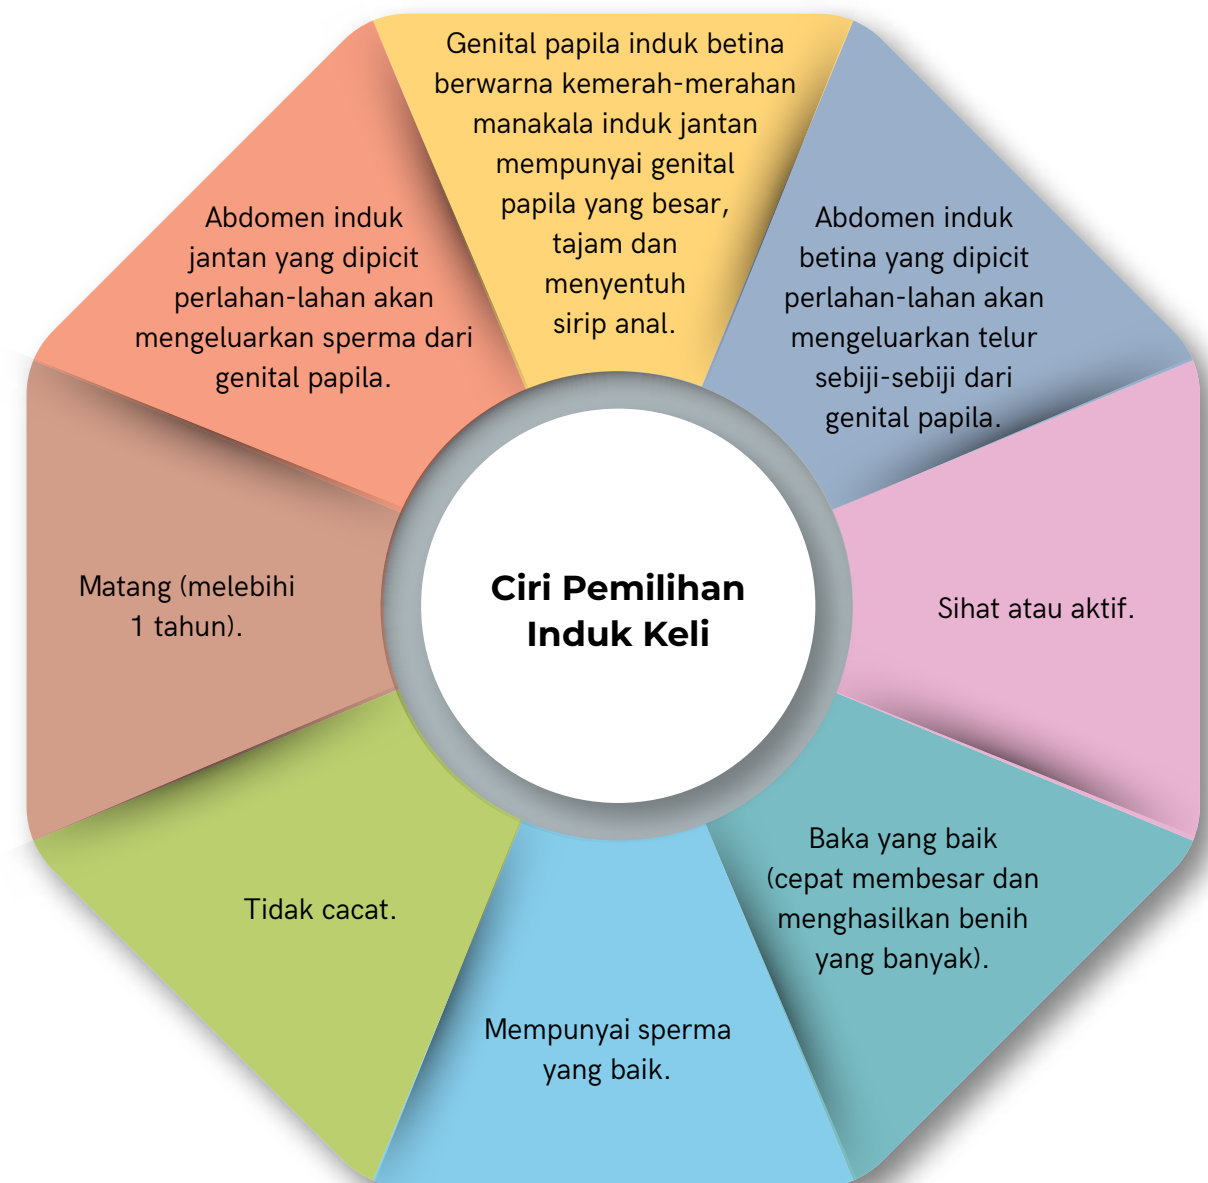 Genital papila induk betina
berwarna kemerah-merahan
manakala induk jantan
mempunyai genital
papila yang besar,
tajam dan
menyentuh
sirip anal.
Abdomen induk
betina yang dipicit
perlahan-lahan akan
mengeluarkan telur
sebiji-sebiji dari
genital papila.
Sihat atau aktif.
Baka yang baik
(cepat membesar dan
menghasilkan benih
yang banyak).
Mempunyai sperma
yang baik.
Tidak cacat.
Matang (melebihi
1 tahun).
Abdomen induk
jantan yang dipicit
perlahan-lahan akan
mengeluarkan sperma dari
genital papila.
Ciri Pemilihan
Induk Keli